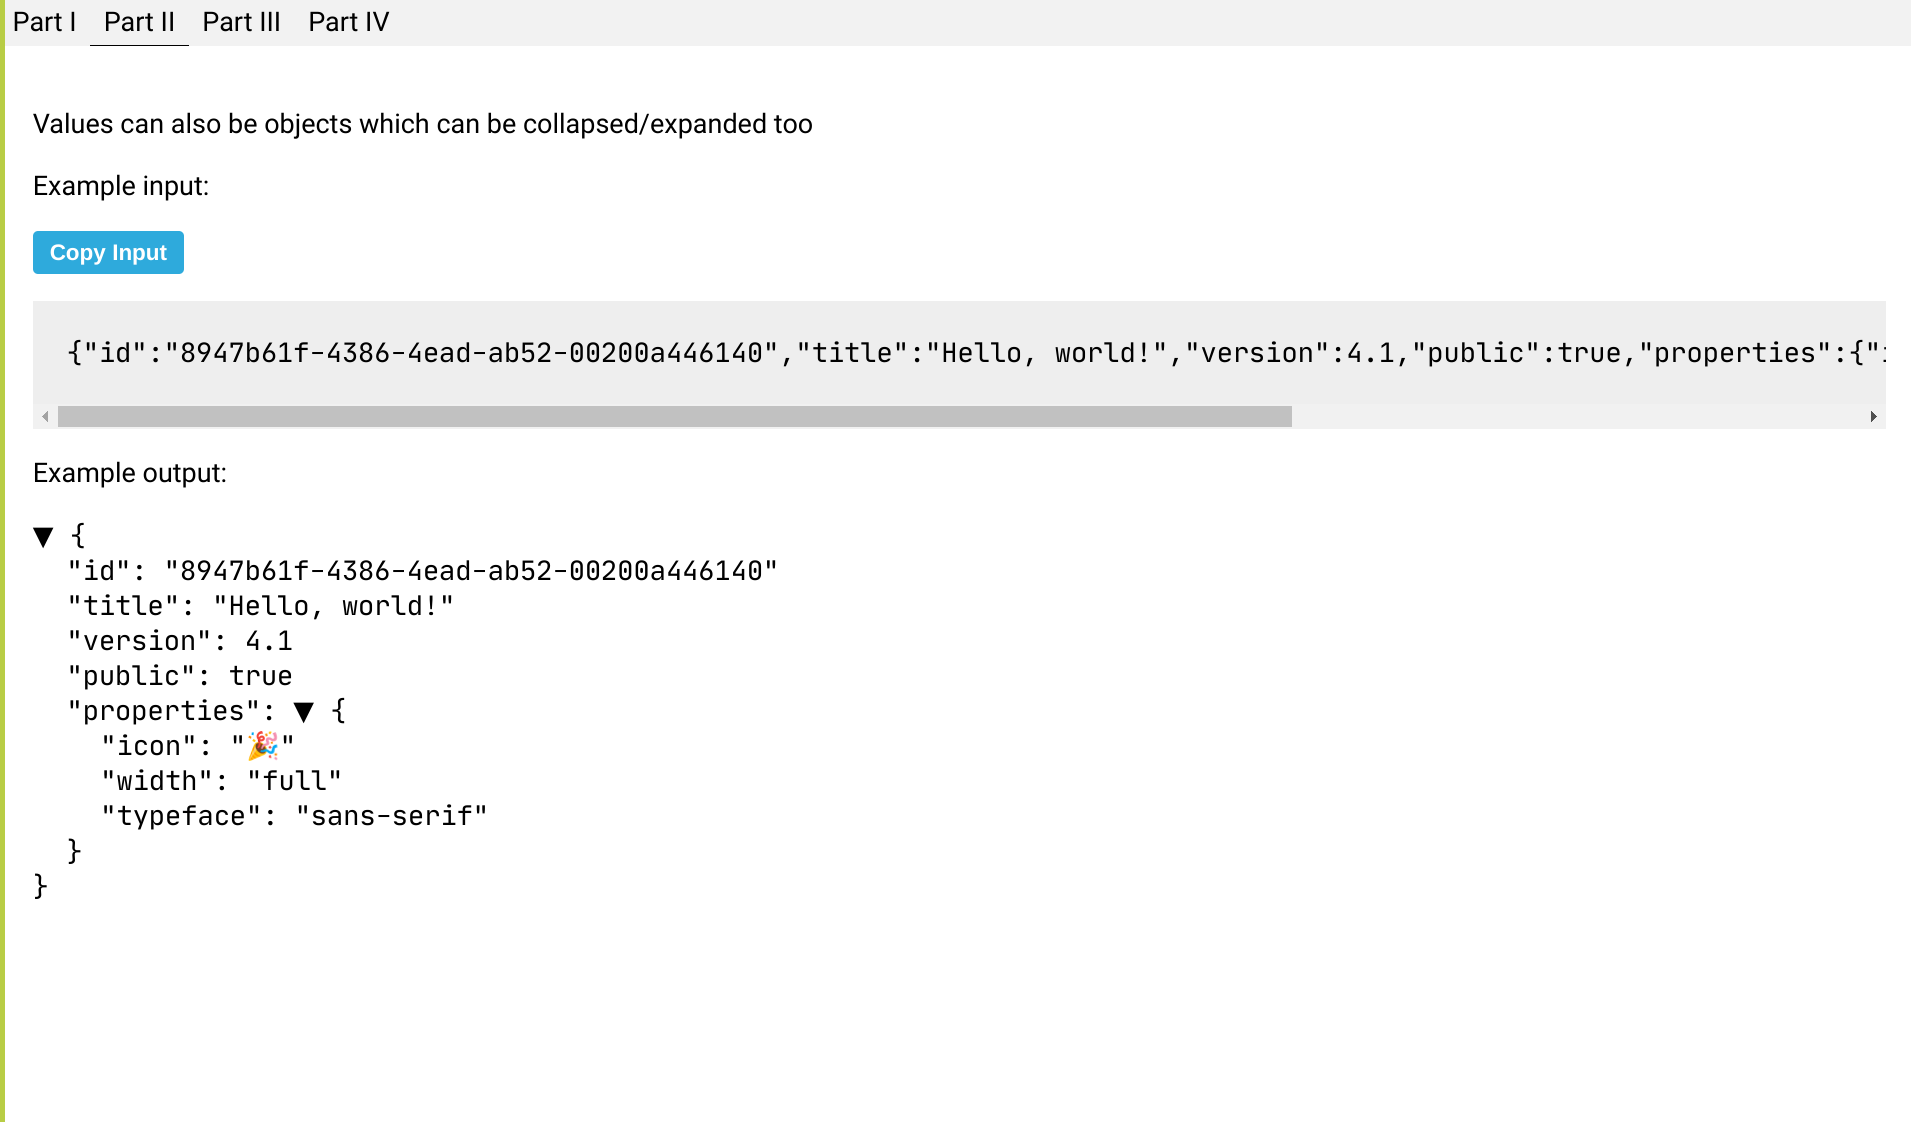 Part I Part II Part III Part IV
Values can also be objects which can be collapsed/expanded too
Example input:
Copy Input
{"id":"8947b61f-4386-4ead-ab52-00200a446140","title":"Hello, world!","version":4.1,"public":true,"properties":{"
Example output:
▼ {
"id": "8947b61f-4386-4ead-ab52-00200a446140"
"title": "Hello, world!"
"version": 4.1
"public": true
"properties": ▼ {
"icon": "🎉"
"width": "full"
"typeface": "sans-serif"
}
}